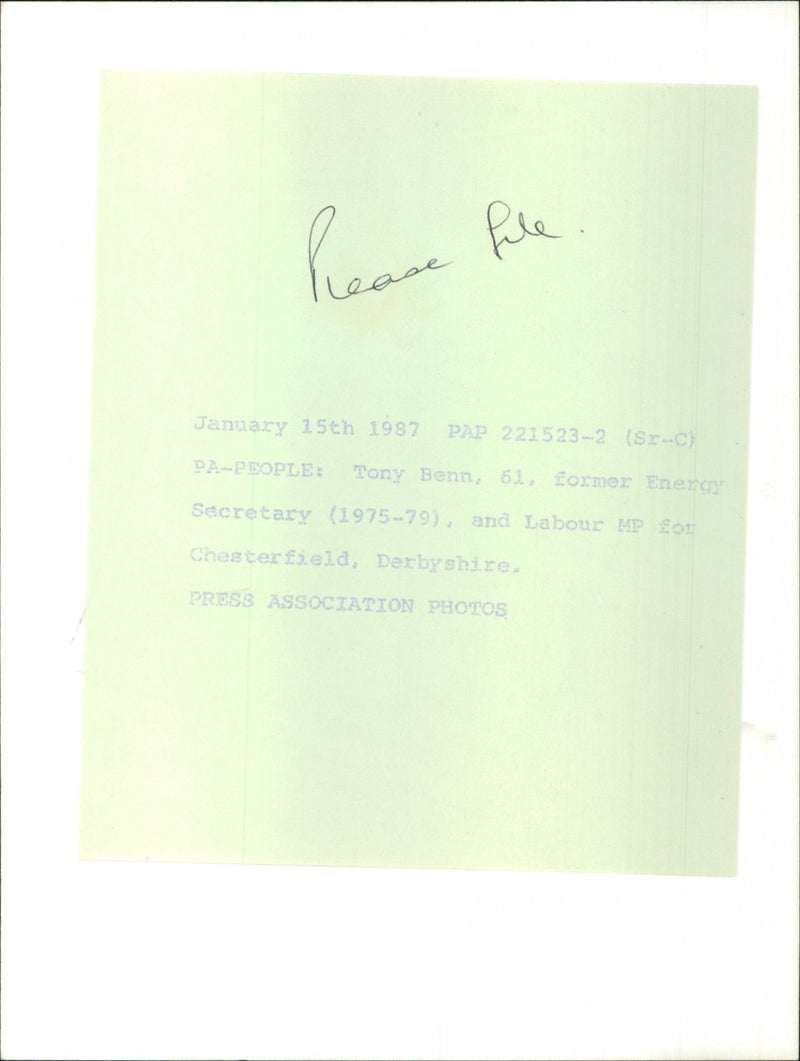 Please file.
January 15th 1987 PAP 221523-2 (Sr-C)
PA-PEOPLE: Tony Benn, 61, former Energy
Secretary (1975-79), and Labour MP for
Chesterfield, Derbyshire.
PRESS ASSOCIATION PHOTOS